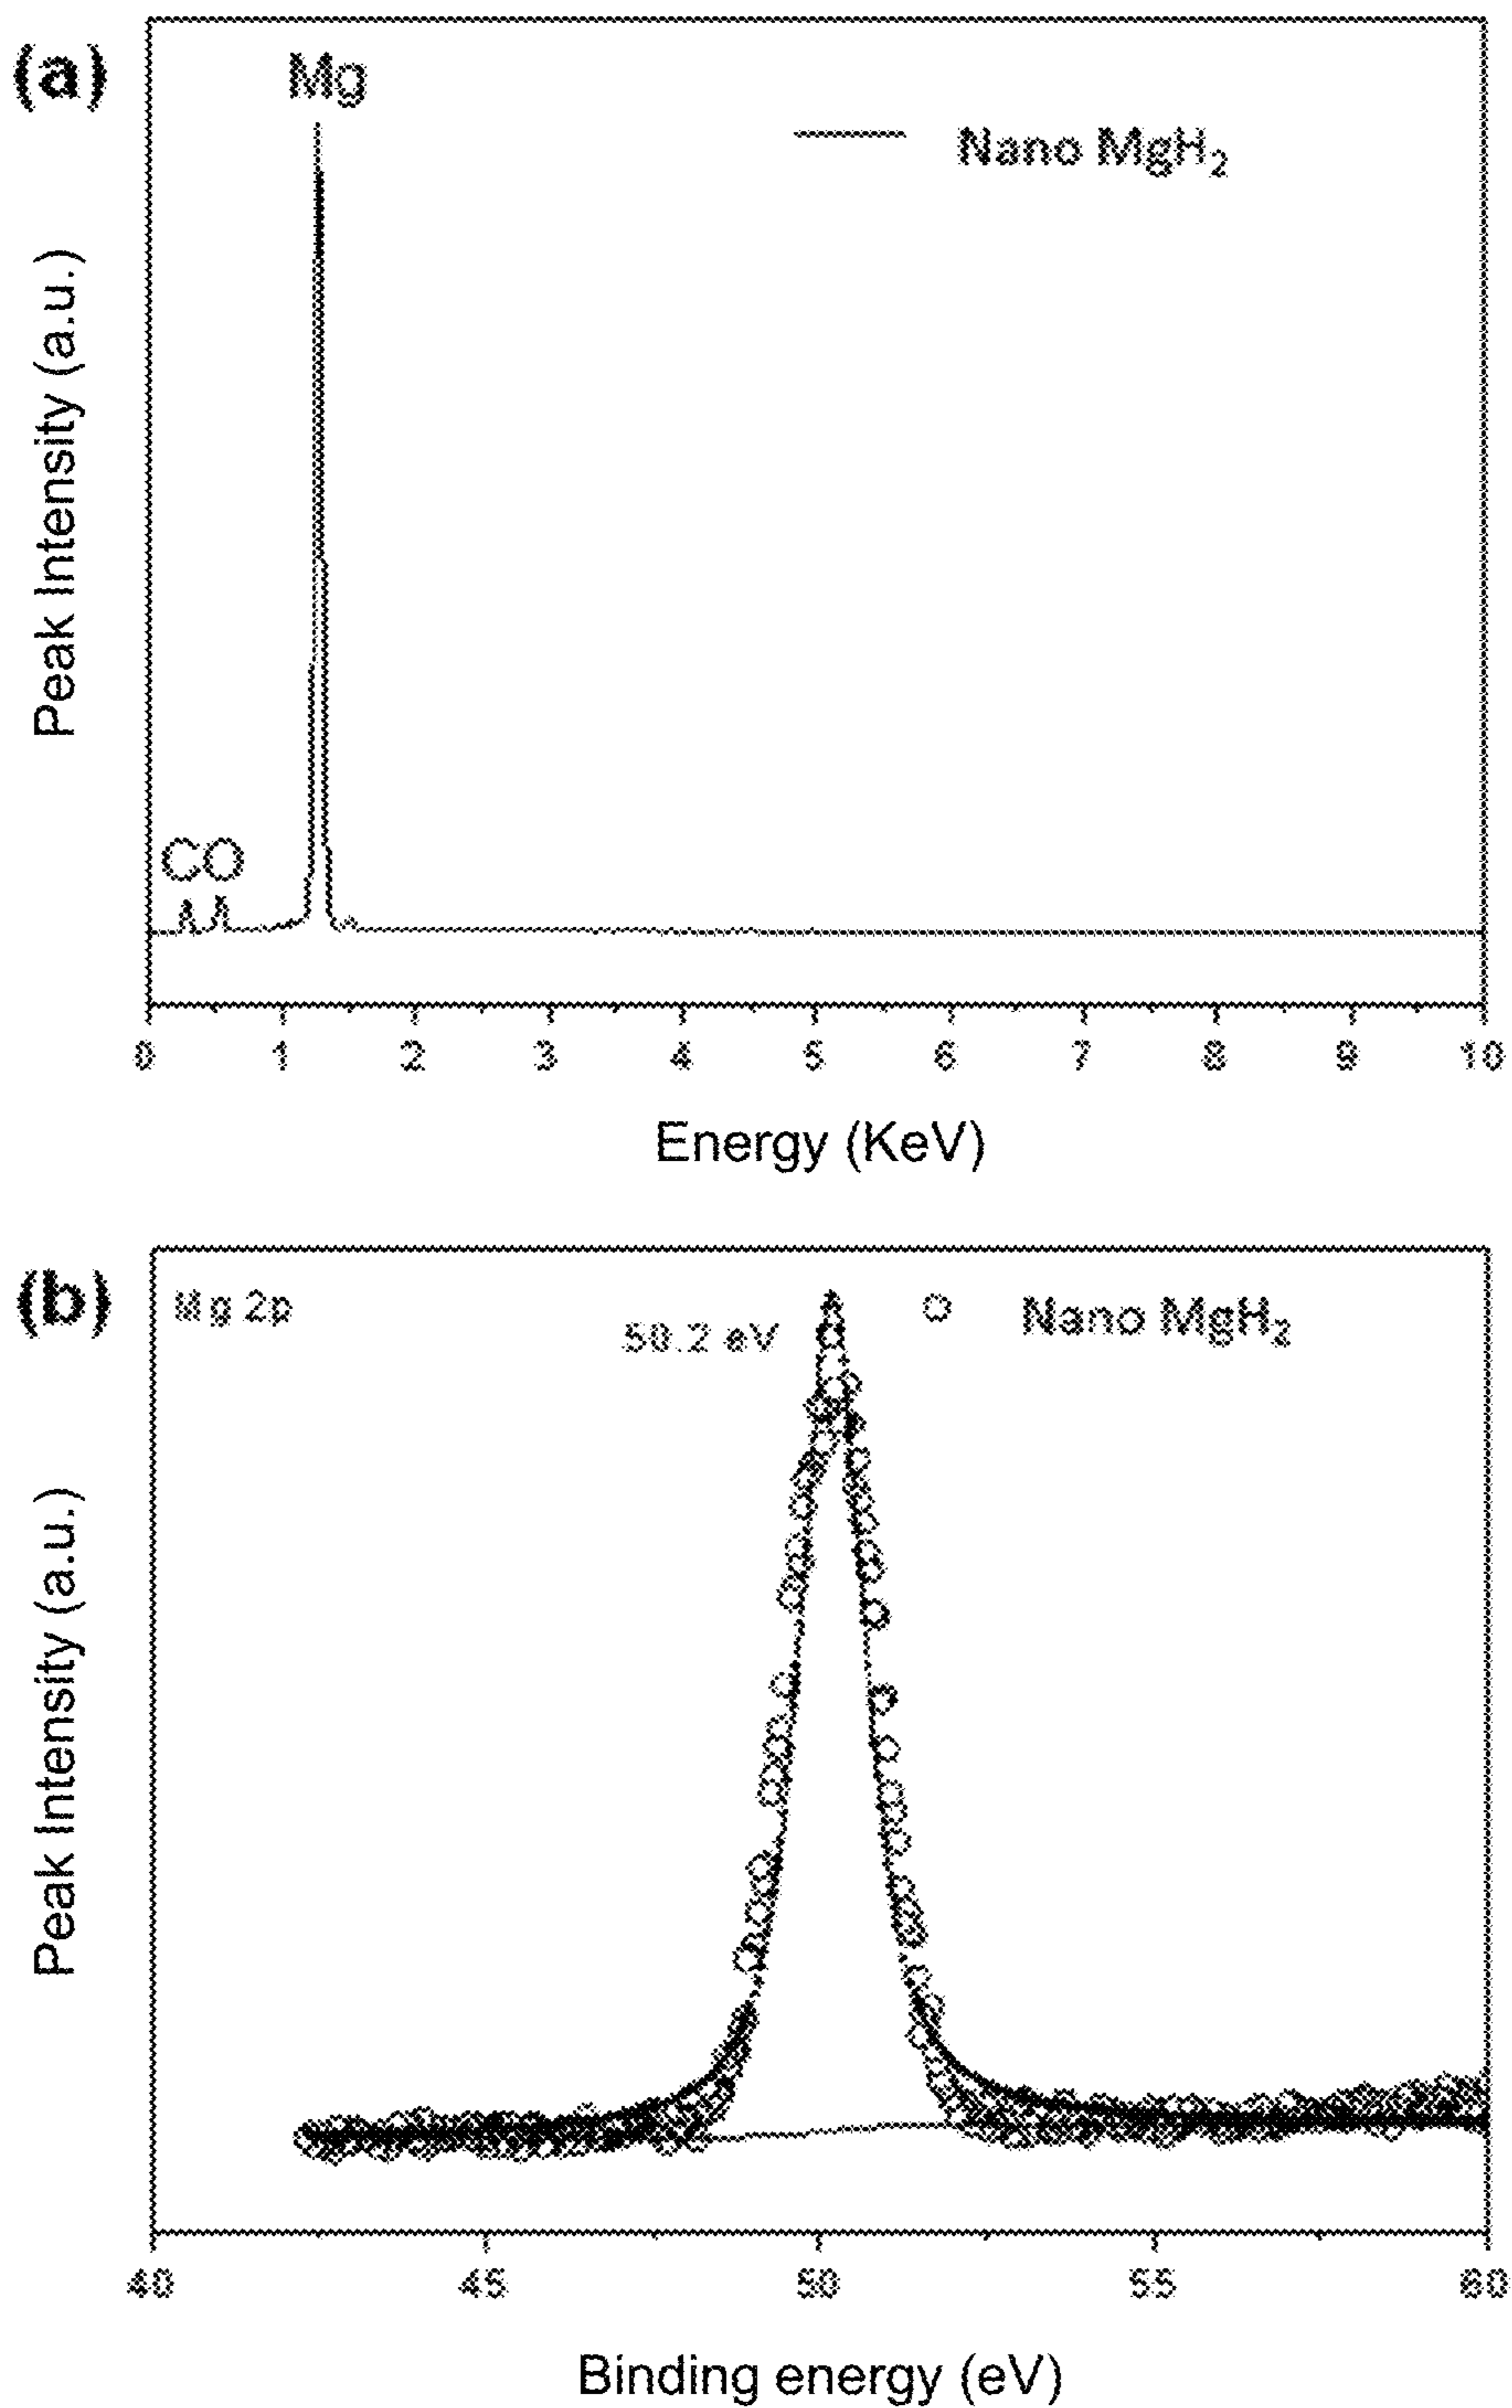 (a)
Mg
Nano MgH₂
Peak Intensity (a.u.)
CO
0 1 2 3 4 5 6 7 8 9 10
Energy (KeV)
(b)
Mg 2p
50.2 eV
Nano MgH₂
Peak Intensity (a.u.)
40 45 50 55 60
Binding energy (eV)